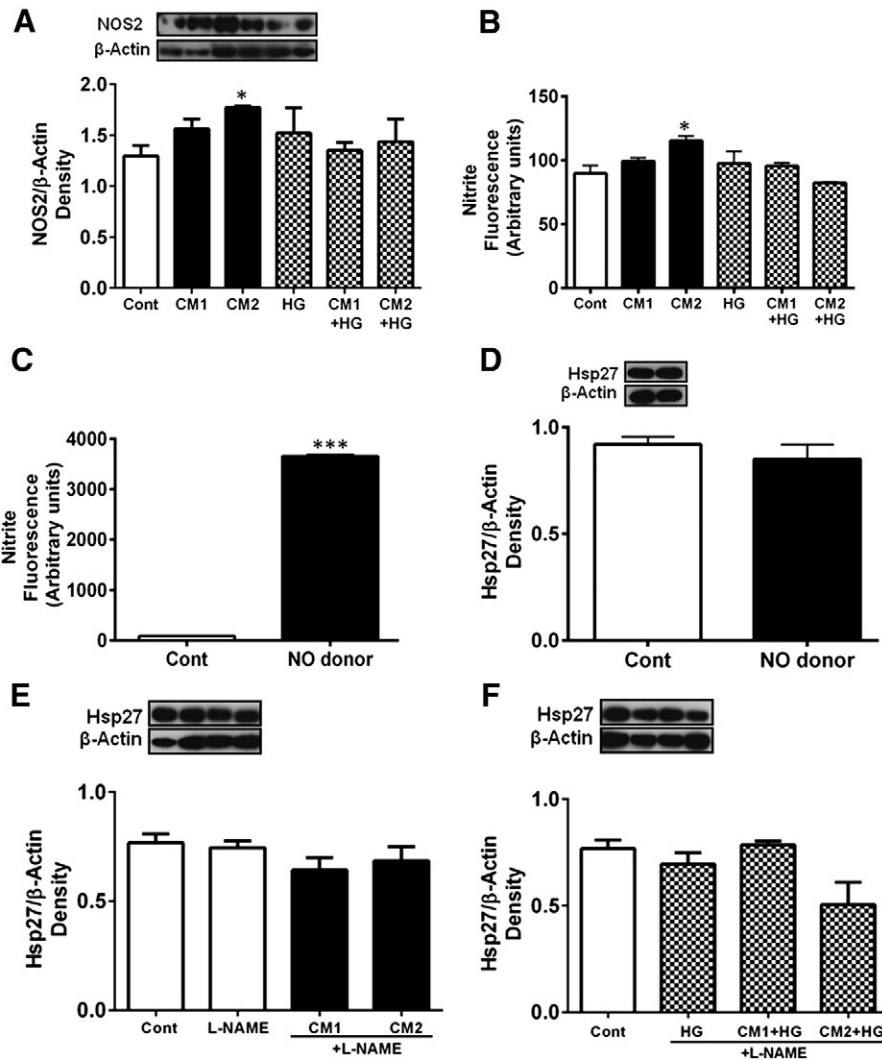 A
NOS2
β-Actin
NOS2/β-Actin
Density
2.0
1.5
1.0
0.5
0.0
*
Cont CM1 CM2 HG CM1 CM2
+HG +HG
B
Nitrite
Fluorescence
(Arbitrary units)
150
100
50
0
*
Cont CM1 CM2 HG CM1 CM2
+HG +HG
C
Nitrite
Fluorescence
(Arbitrary units)
4000
3000
2000
1000
0
***
Cont NO donor
D
Hsp27
β-Actin
Hsp27/β-Actin
Density
1.0
0.5
0.0
Cont NO donor
E
Hsp27
β-Actin
Hsp27/β-Actin
Density
1.0
0.5
0.0
Cont L-NAME CM1 CM2
+L-NAME
F
Hsp27
β-Actin
Hsp27/β-Actin
Density
1.0
0.5
0.0
Cont HG CM1+HG CM2+HG
+L-NAME